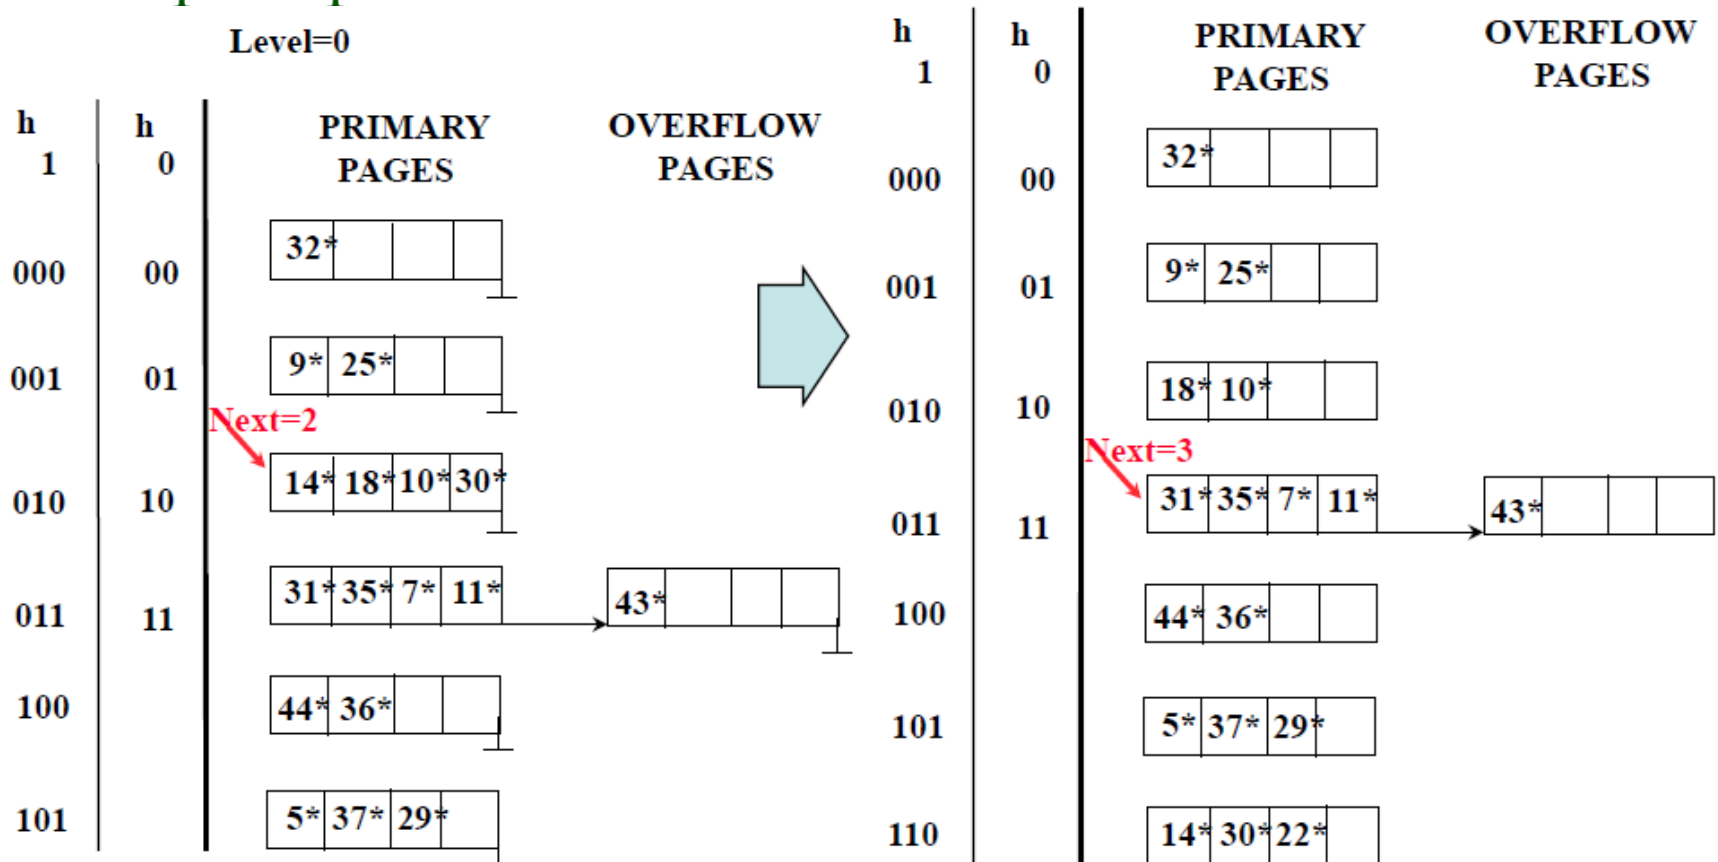 Level=0
h h PRIMARY OVERFLOW
1 0 PAGES PAGES
32*
000 00
9* 25*
001 01
Next=2
14* 18* 10* 30*
010 10
31* 35* 7* 11* 43*
011 11
44* 36*
100
5* 37* 29*
101
h h PRIMARY OVERFLOW
1 0 PAGES PAGES
32*
000 00
9* 25*
001 01
18* 10*
010 10
Next=3
31* 35* 7* 11* 43*
011 11
44* 36*
100
5* 37* 29*
101
14* 30* 22*
110